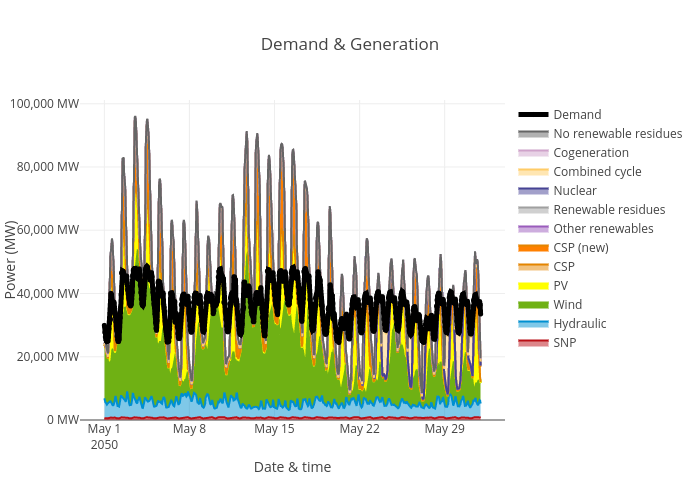 Demand & Generation
100,000 MW
80,000 MW
60,000 MW
40,000 MW
20,000 MW
0 MW
Power (MW)
May 1
2050
May 8
May 15
May 22
May 29
Date & time
Demand
No renewable residues
Cogeneration
Combined cycle
Nuclear
Renewable residues
Other renewables
CSP (new)
CSP
PV
Wind
Hydraulic
SNP